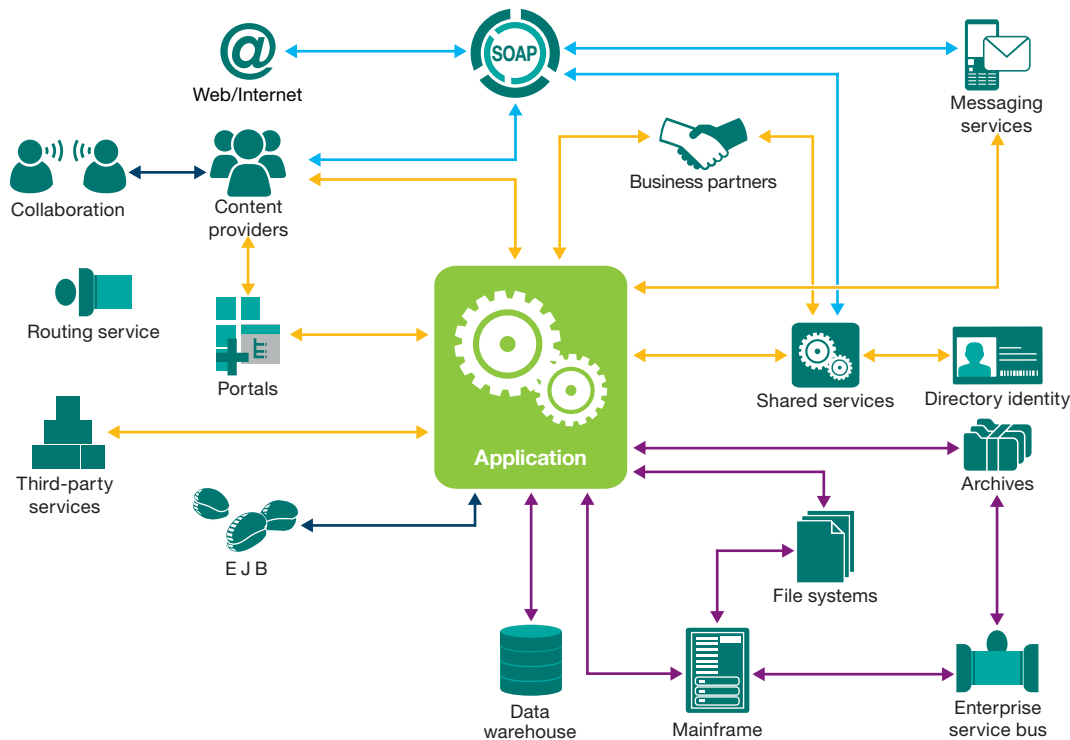 SOAP
Web/Internet
Messaging
services
Business partners
Collaboration
Content
providers
Routing service
Portals
Shared services
Directory identity
Application
Third-party
services
Archives
E J B
File systems
Data
warehouse
Mainframe
Enterprise
service bus